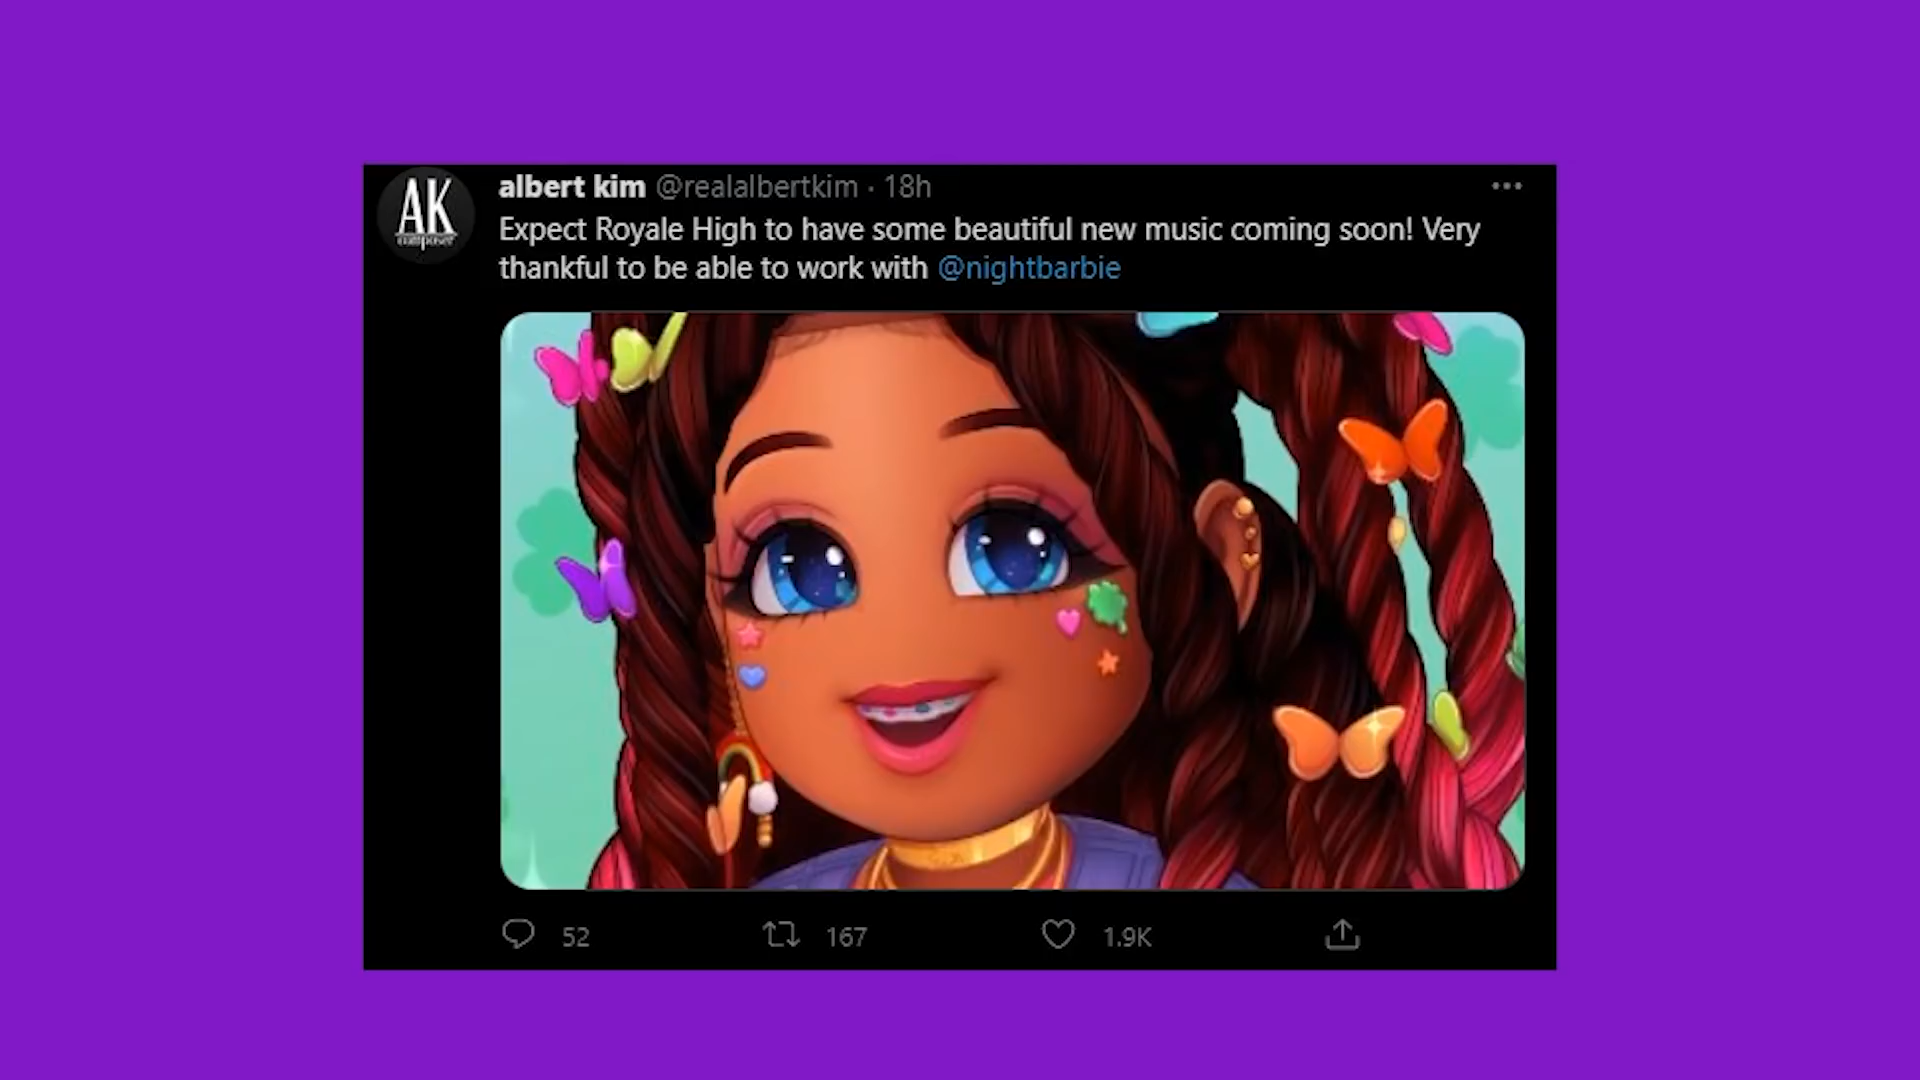 AK
composer
albert kim @realalbertkim · 18h
Expect Royale High to have some beautiful new music coming soon! Very
thankful to be able to work with @nightbarbie
52
167
1.9K